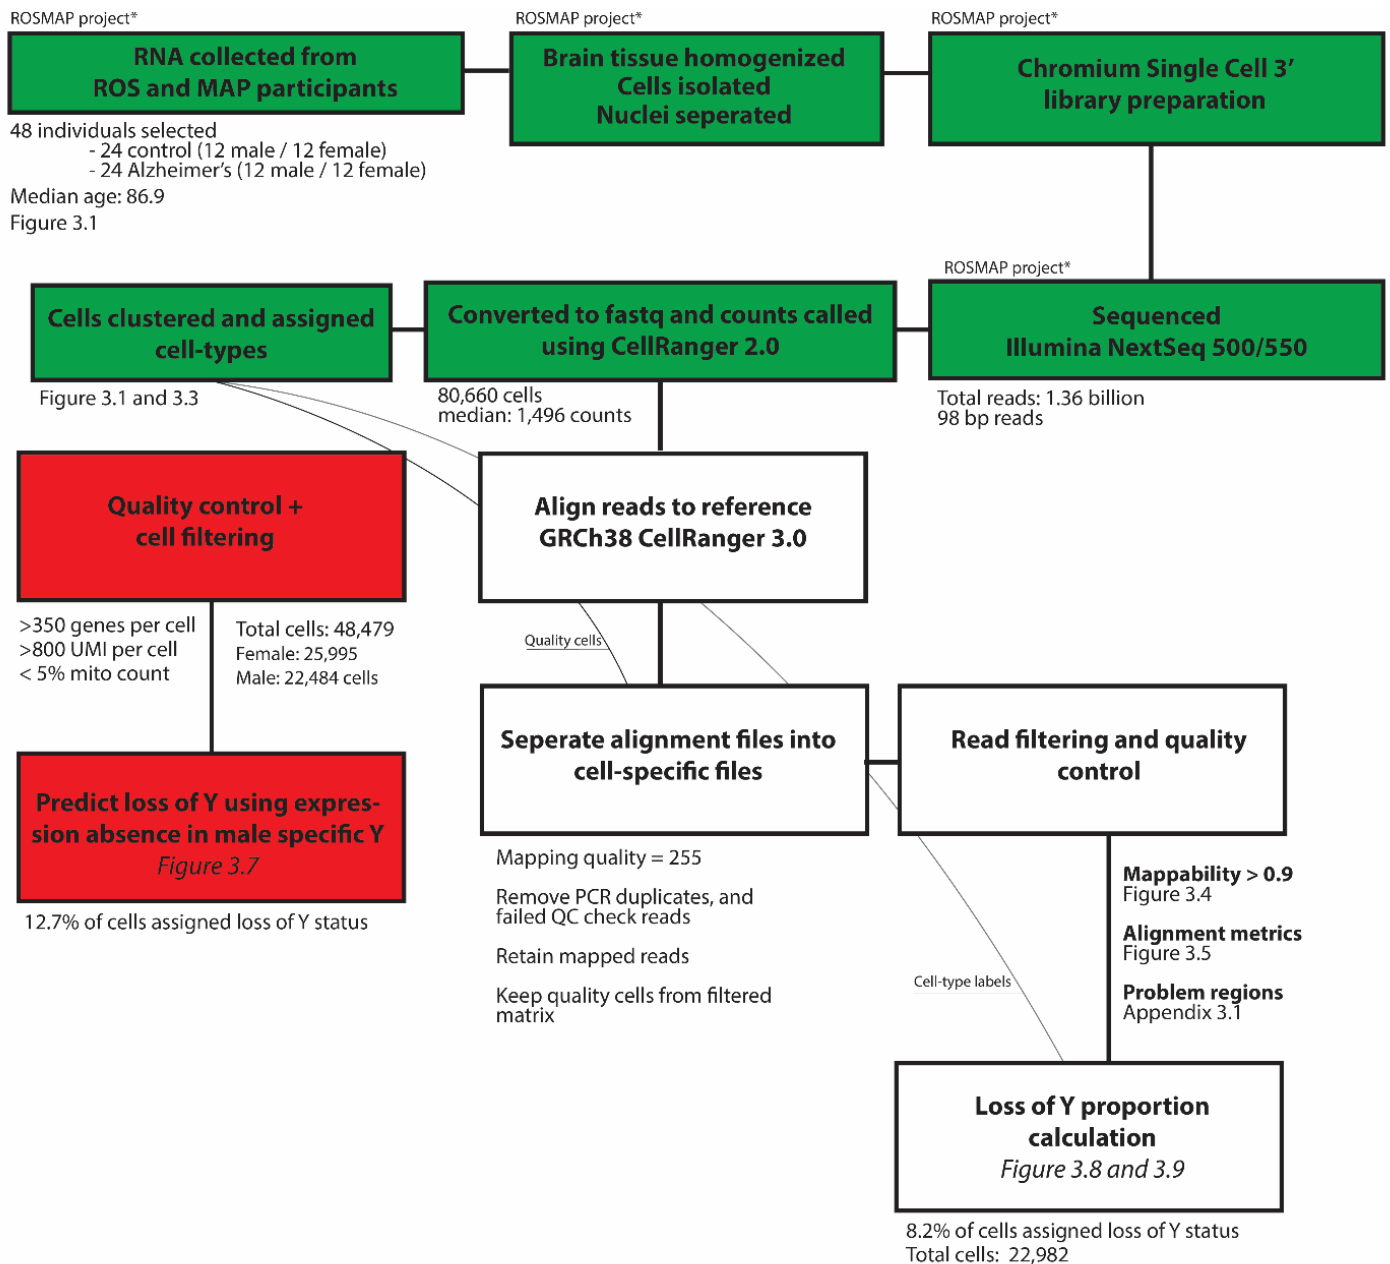 ROSMAP project*
RNA collected from
ROS and MAP participants
48 individuals selected
- 24 control (12 male / 12 female)
- 24 Alzheimer's (12 male / 12 female)
Median age: 86.9
Figure 3.1
ROSMAP project*
Brain tissue homogenized
Cells isolated
Nuclei seperated
ROSMAP project*
Chromium Single Cell 3'
library preparation
ROSMAP project*
Sequenced
Illumina NextSeq 500/550
Total reads: 1.36 billion
98 bp reads
Converted to fastq and counts called
using CellRanger 2.0
80,660 cells
median: 1,496 counts
Cells clustered and assigned
cell-types
Figure 3.1 and 3.3
Quality control +
cell filtering
>350 genes per cell
>800 UMI per cell
< 5% mito count
Total cells: 48,479
Female: 25,995
Male: 22,484 cells
Predict loss of Y using expres-
sion absence in male specific Y
Figure 3.7
12.7% of cells assigned loss of Y status
Align reads to reference
GRCh38 CellRanger 3.0
Quality cells
Seperate alignment files into
cell-specific files
Mapping quality = 255
Remove PCR duplicates, and
failed QC check reads
Retain mapped reads
Keep quality cells from filtered
matrix
Read filtering and quality
control
Mappability > 0.9
Figure 3.4
Alignment metrics
Figure 3.5
Problem regions
Appendix 3.1
Cell-type labels
Loss of Y proportion
calculation
Figure 3.8 and 3.9
8.2% of cells assigned loss of Y status
Total cells: 22,982